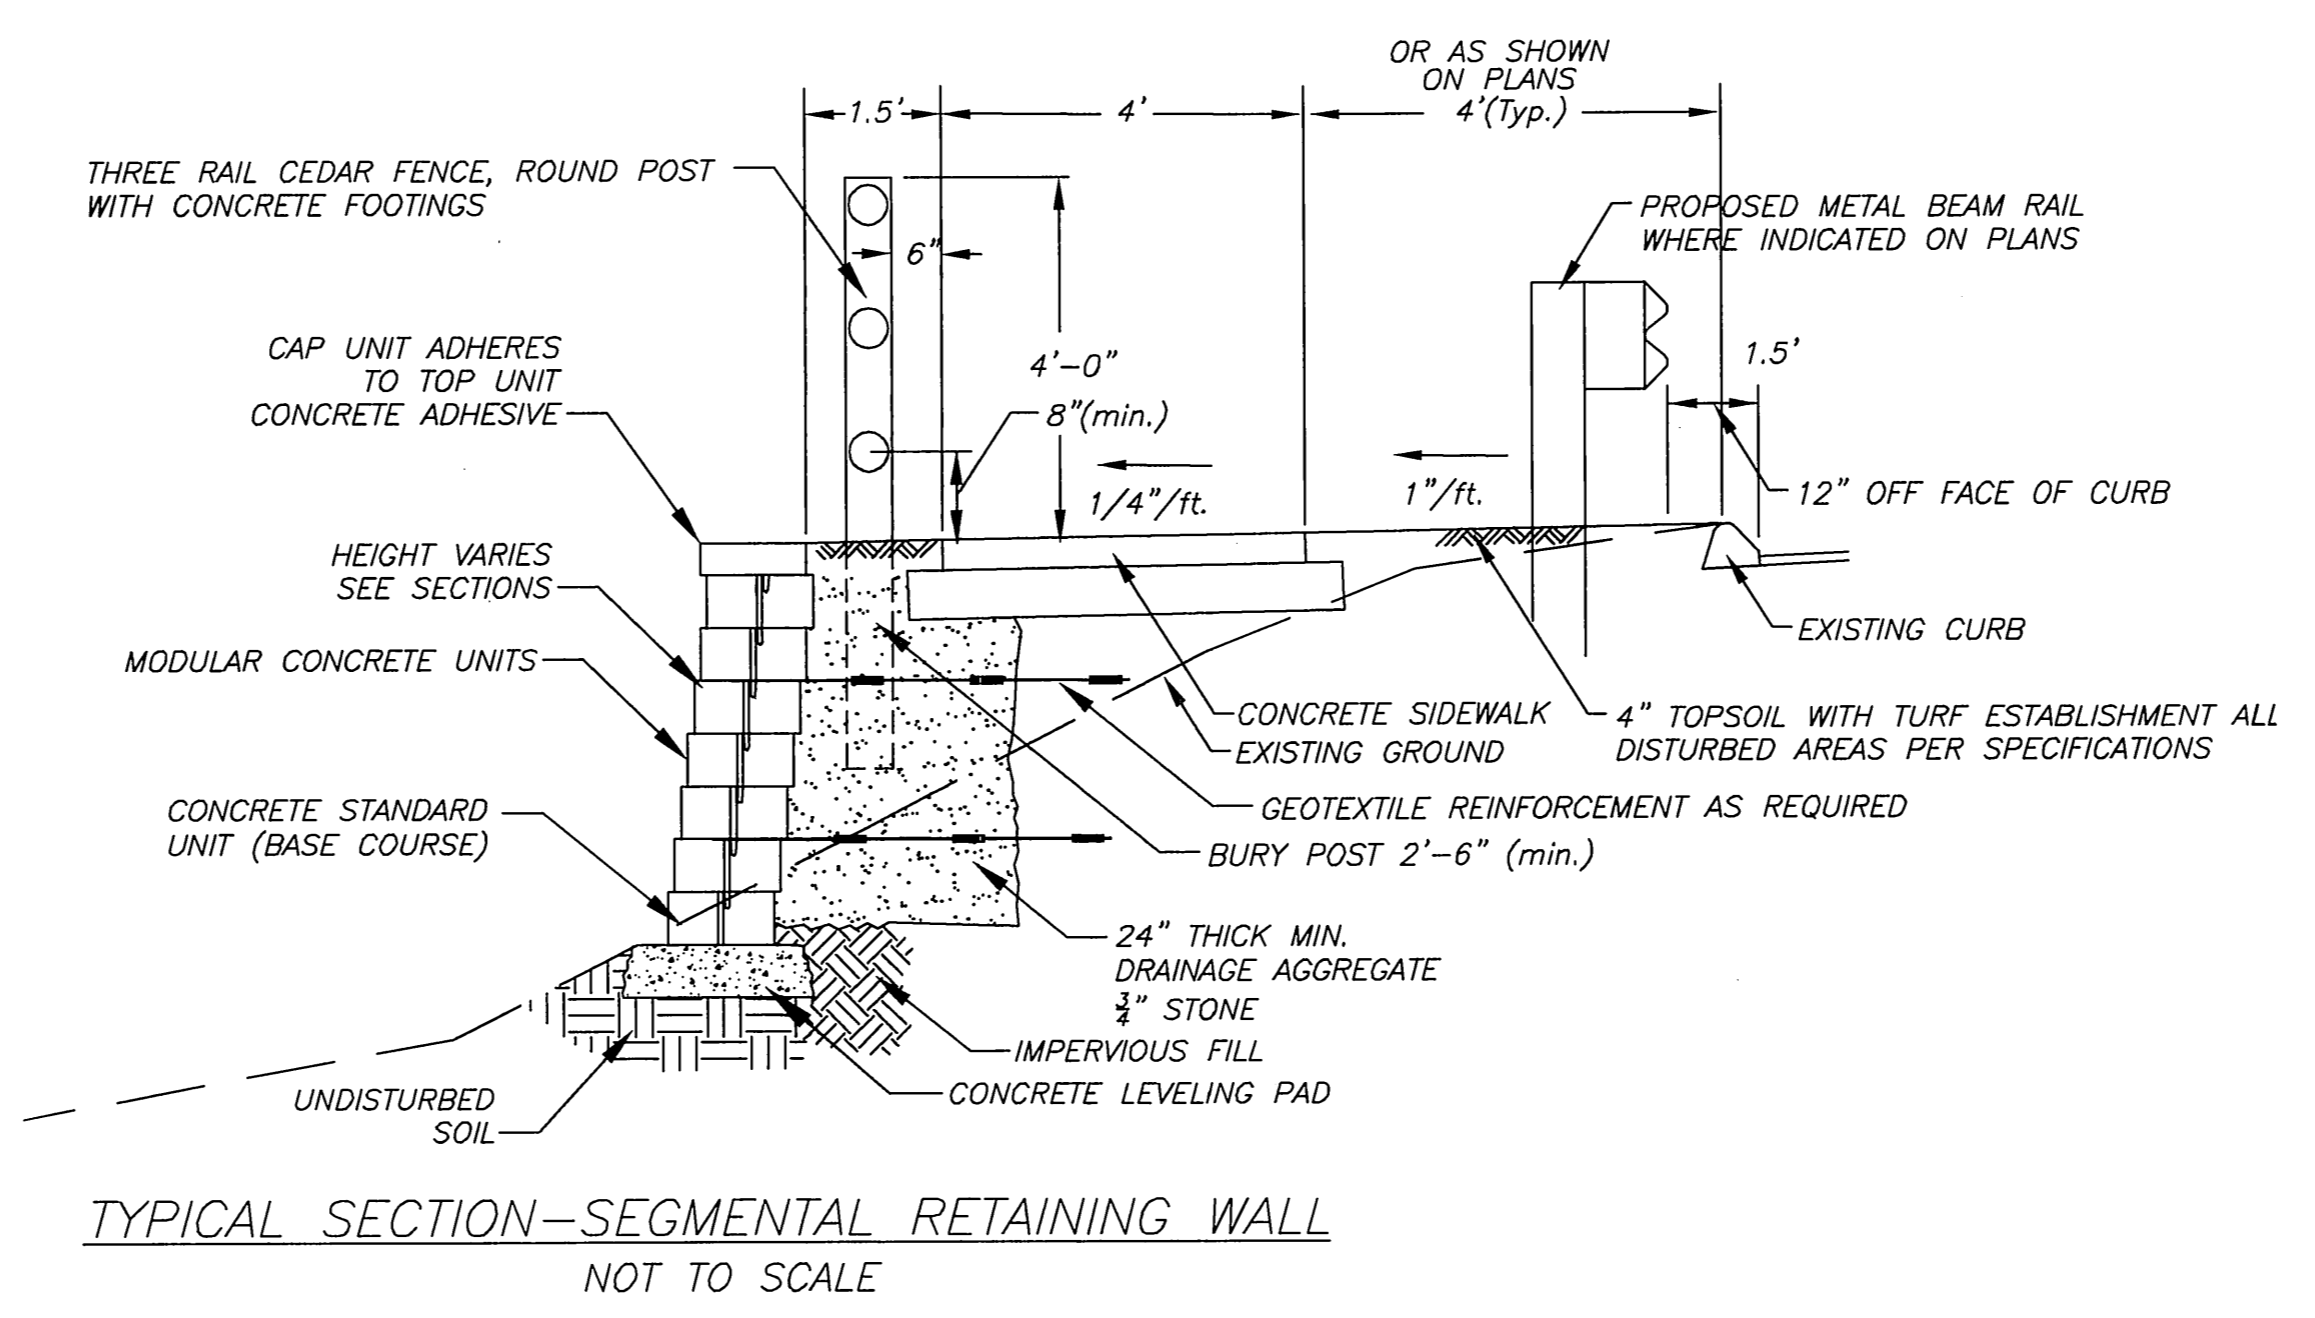 OR AS SHOWN
ON PLANS
1.5'
4'
4'(Typ.)
THREE RAIL CEDAR FENCE, ROUND POST
WITH CONCRETE FOOTINGS
6"
PROPOSED METAL BEAM RAIL
WHERE INDICATED ON PLANS
CAP UNIT ADHERES
TO TOP UNIT
CONCRETE ADHESIVE
4'-0"
8"(min.)
1.5'
1/4"/ft.
1"/ft.
12" OFF FACE OF CURB
HEIGHT VARIES
SEE SECTIONS
MODULAR CONCRETE UNITS
EXISTING CURB
CONCRETE SIDEWALK
EXISTING GROUND
4" TOPSOIL WITH TURF ESTABLISHMENT ALL
DISTURBED AREAS PER SPECIFICATIONS
CONCRETE STANDARD
UNIT (BASE COURSE)
GEOTEXTILE REINFORCEMENT AS REQUIRED
BURY POST 2'-6" (min.)
24" THICK MIN.
DRAINAGE AGGREGATE
3/4" STONE
IMPERVIOUS FILL
CONCRETE LEVELING PAD
UNDISTURBED
SOIL
TYPICAL SECTION-SEGMENTAL RETAINING WALL
NOT TO SCALE